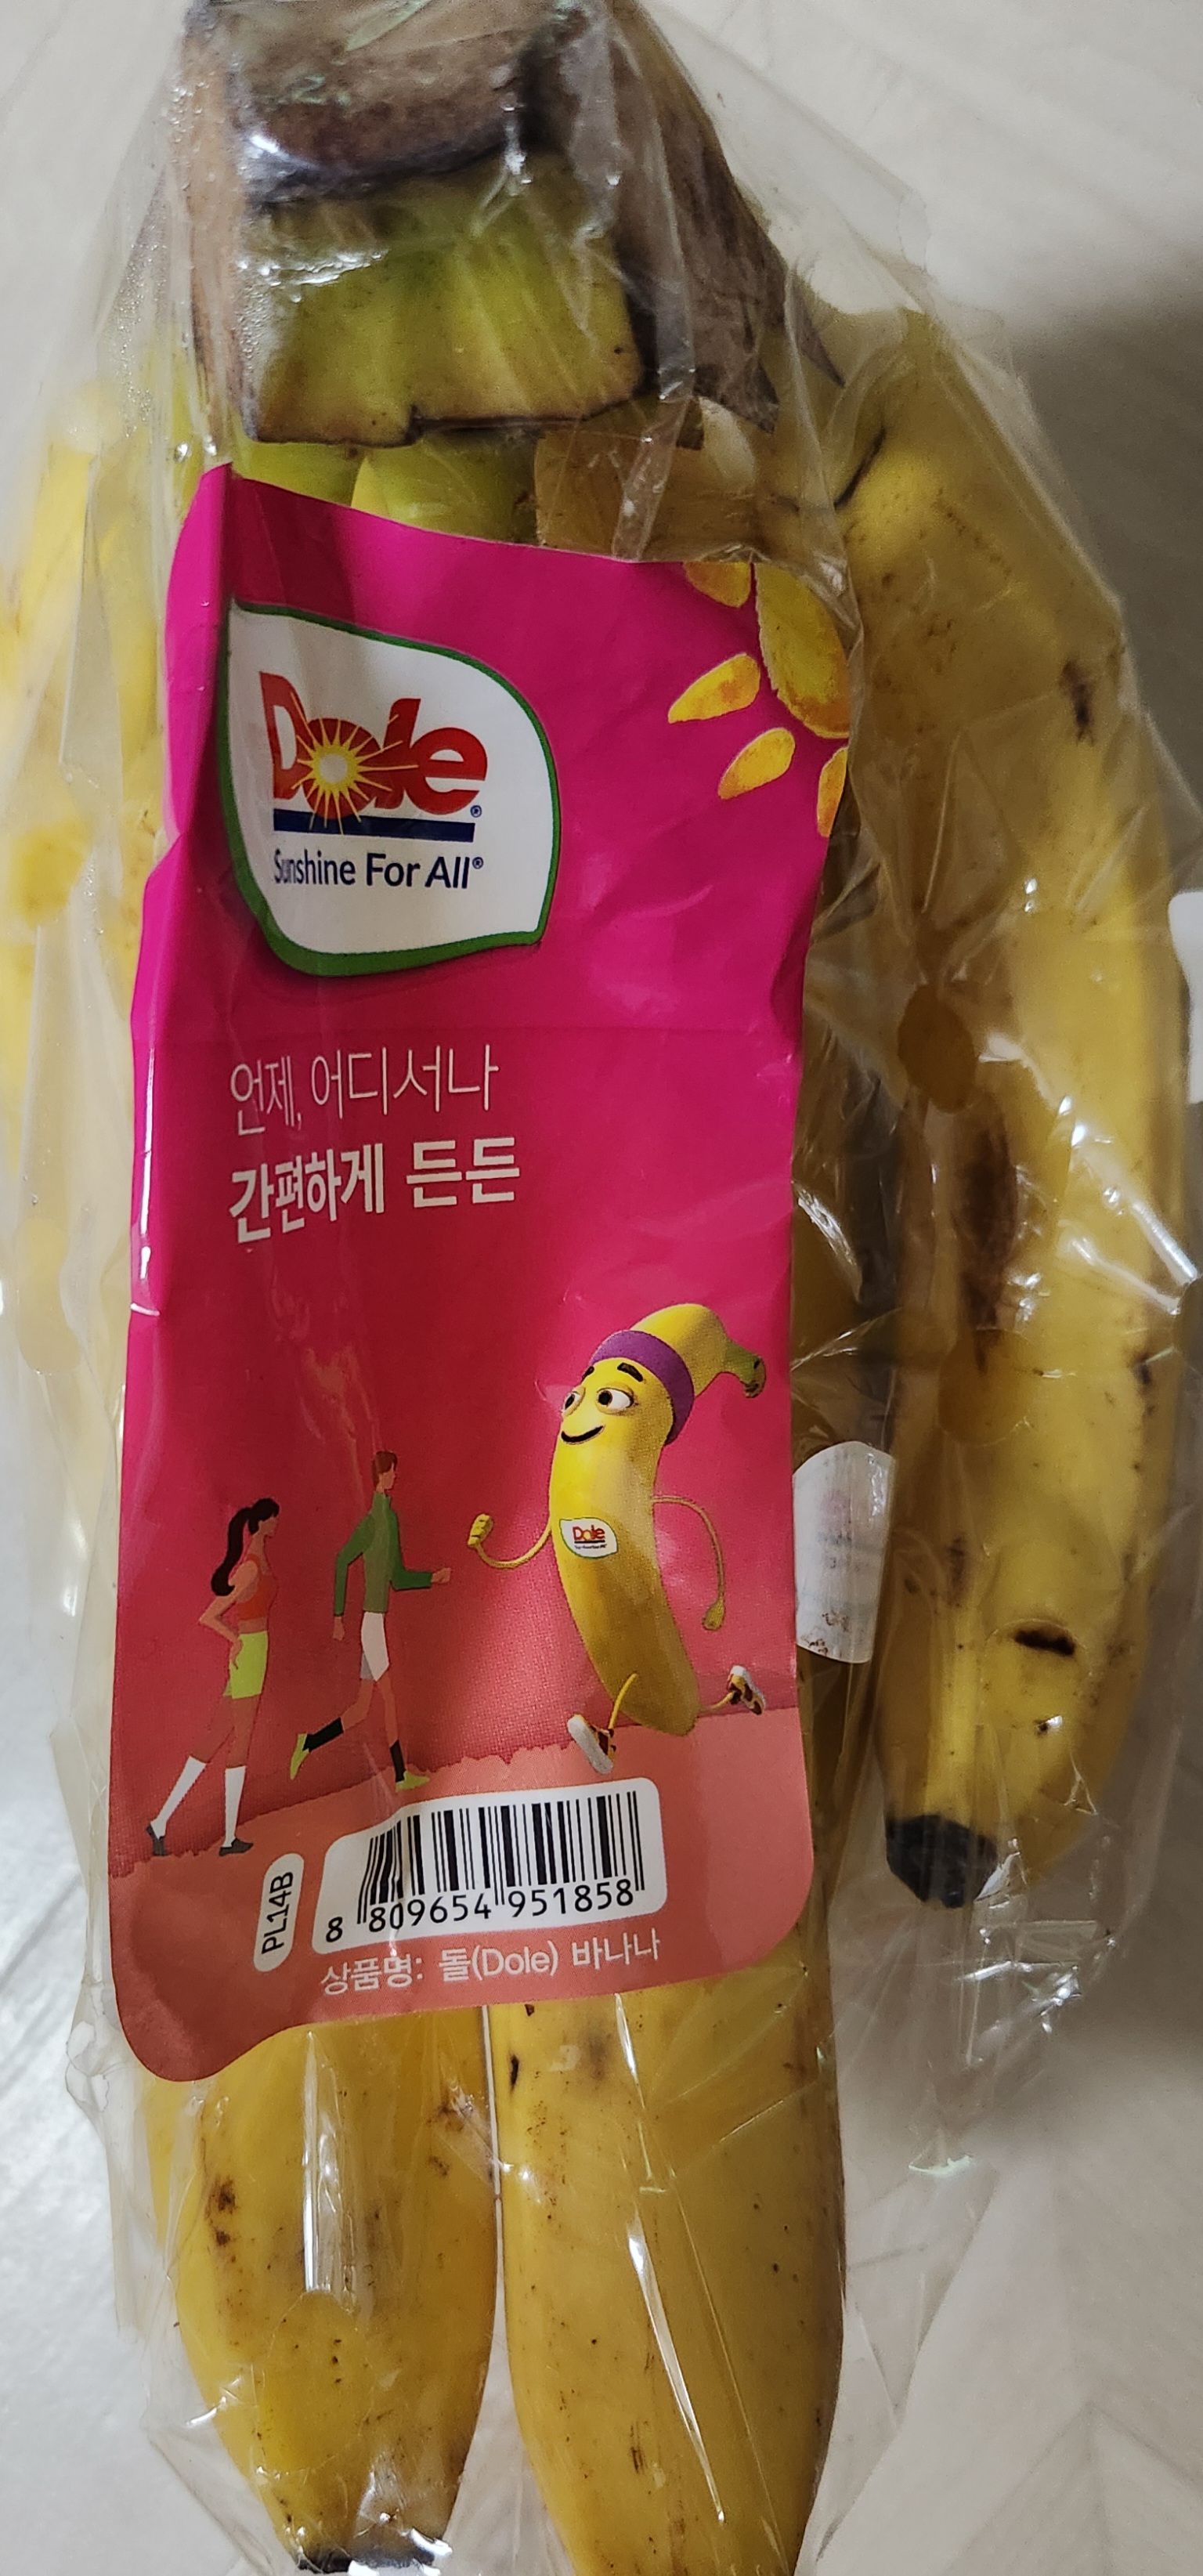 Dole®
Sunshine For All®
언제, 어디서나
간편하게 든든
Dole
PL14B
8 809654 951858
상품명: 돌(Dole) 바나나